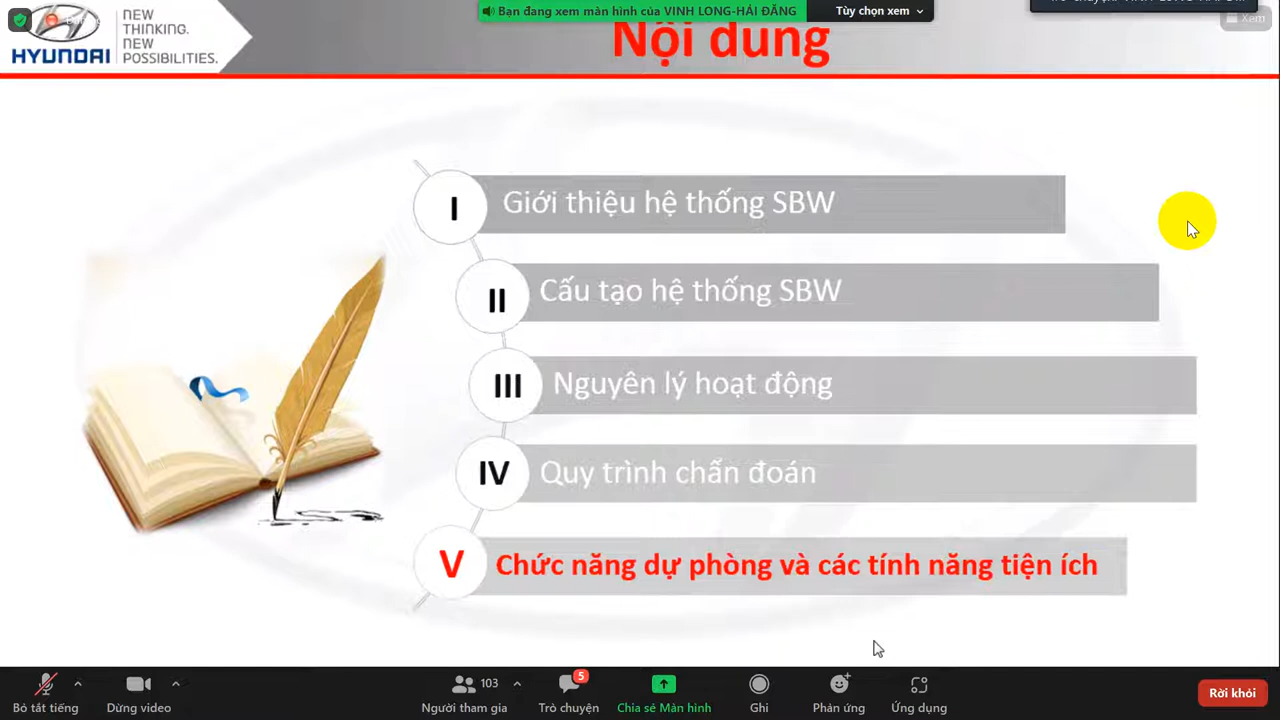 Bạn đang xem màn hình của VINH LONG-HẢI ĐĂNG
Tùy chọn xem
Xem
HYUNDAI
NEW
THINKING.
NEW
POSSIBILITIES.
Nội dung
I
Giới thiệu hệ thống SBW
II
Cấu tạo hệ thống SBW
III
Nguyên lý hoạt động
IV
Quy trình chẩn đoán
V
Chức năng dự phòng và các tính năng tiện ích
Bỏ tắt tiếng
Dừng video
103
Người tham gia
5
Trò chuyện
Chia sẻ Màn hình
Ghi
Phản ứng
Ứng dụng
Rời khỏi